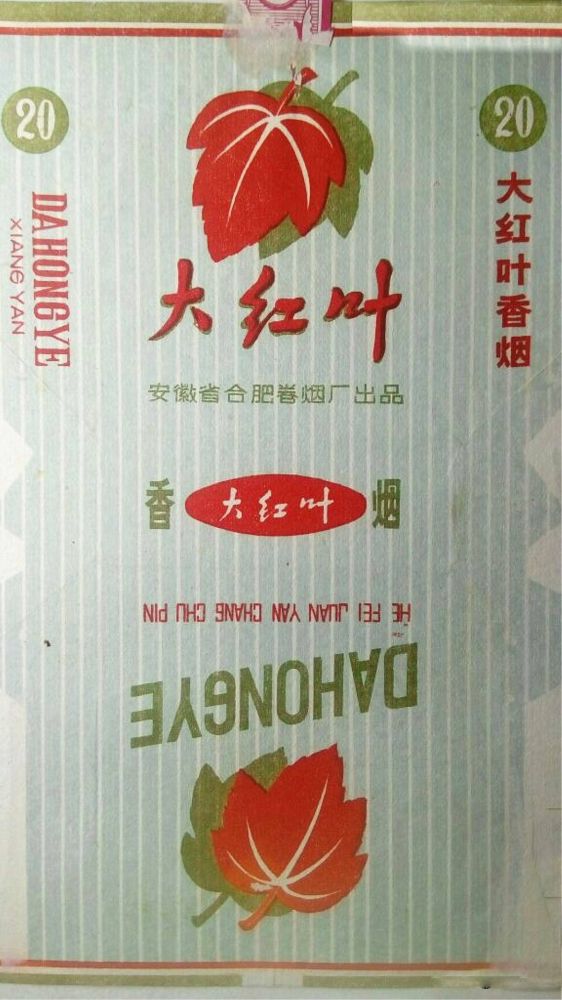 20
DAHONGYE
XIANG YAN
大红叶
安徽省合肥卷烟厂出品
20
大红叶香烟
香 大红叶 烟
HE FEI JUAN YAN CHANG CHU PIN
DAHONGYE